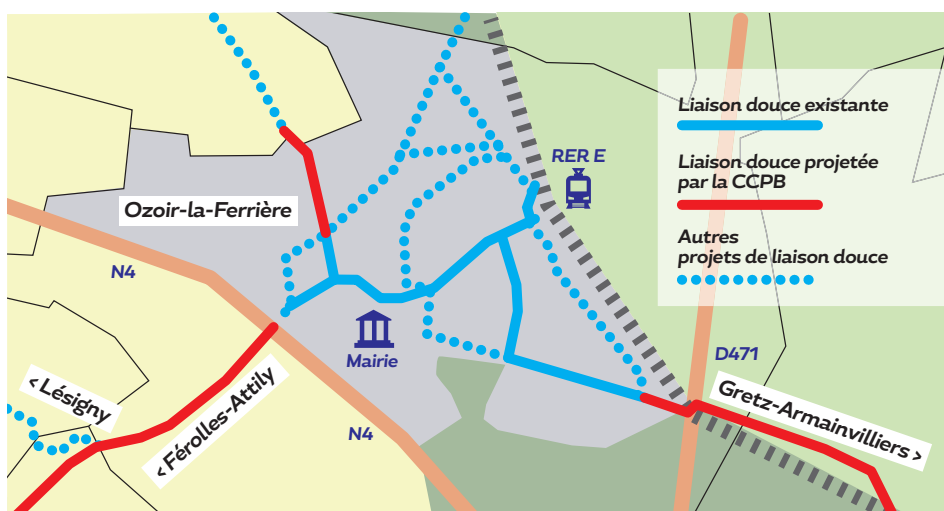 Liaison douce existante
Liaison douce projetée
par la CCPB
Autres
projets de liaison douce
RER E
Ozoir-la-Ferrière
N4
Mairie
D471
< Lésigny
< Férolles-Attily
N4
Gretz-Armainvilliers >